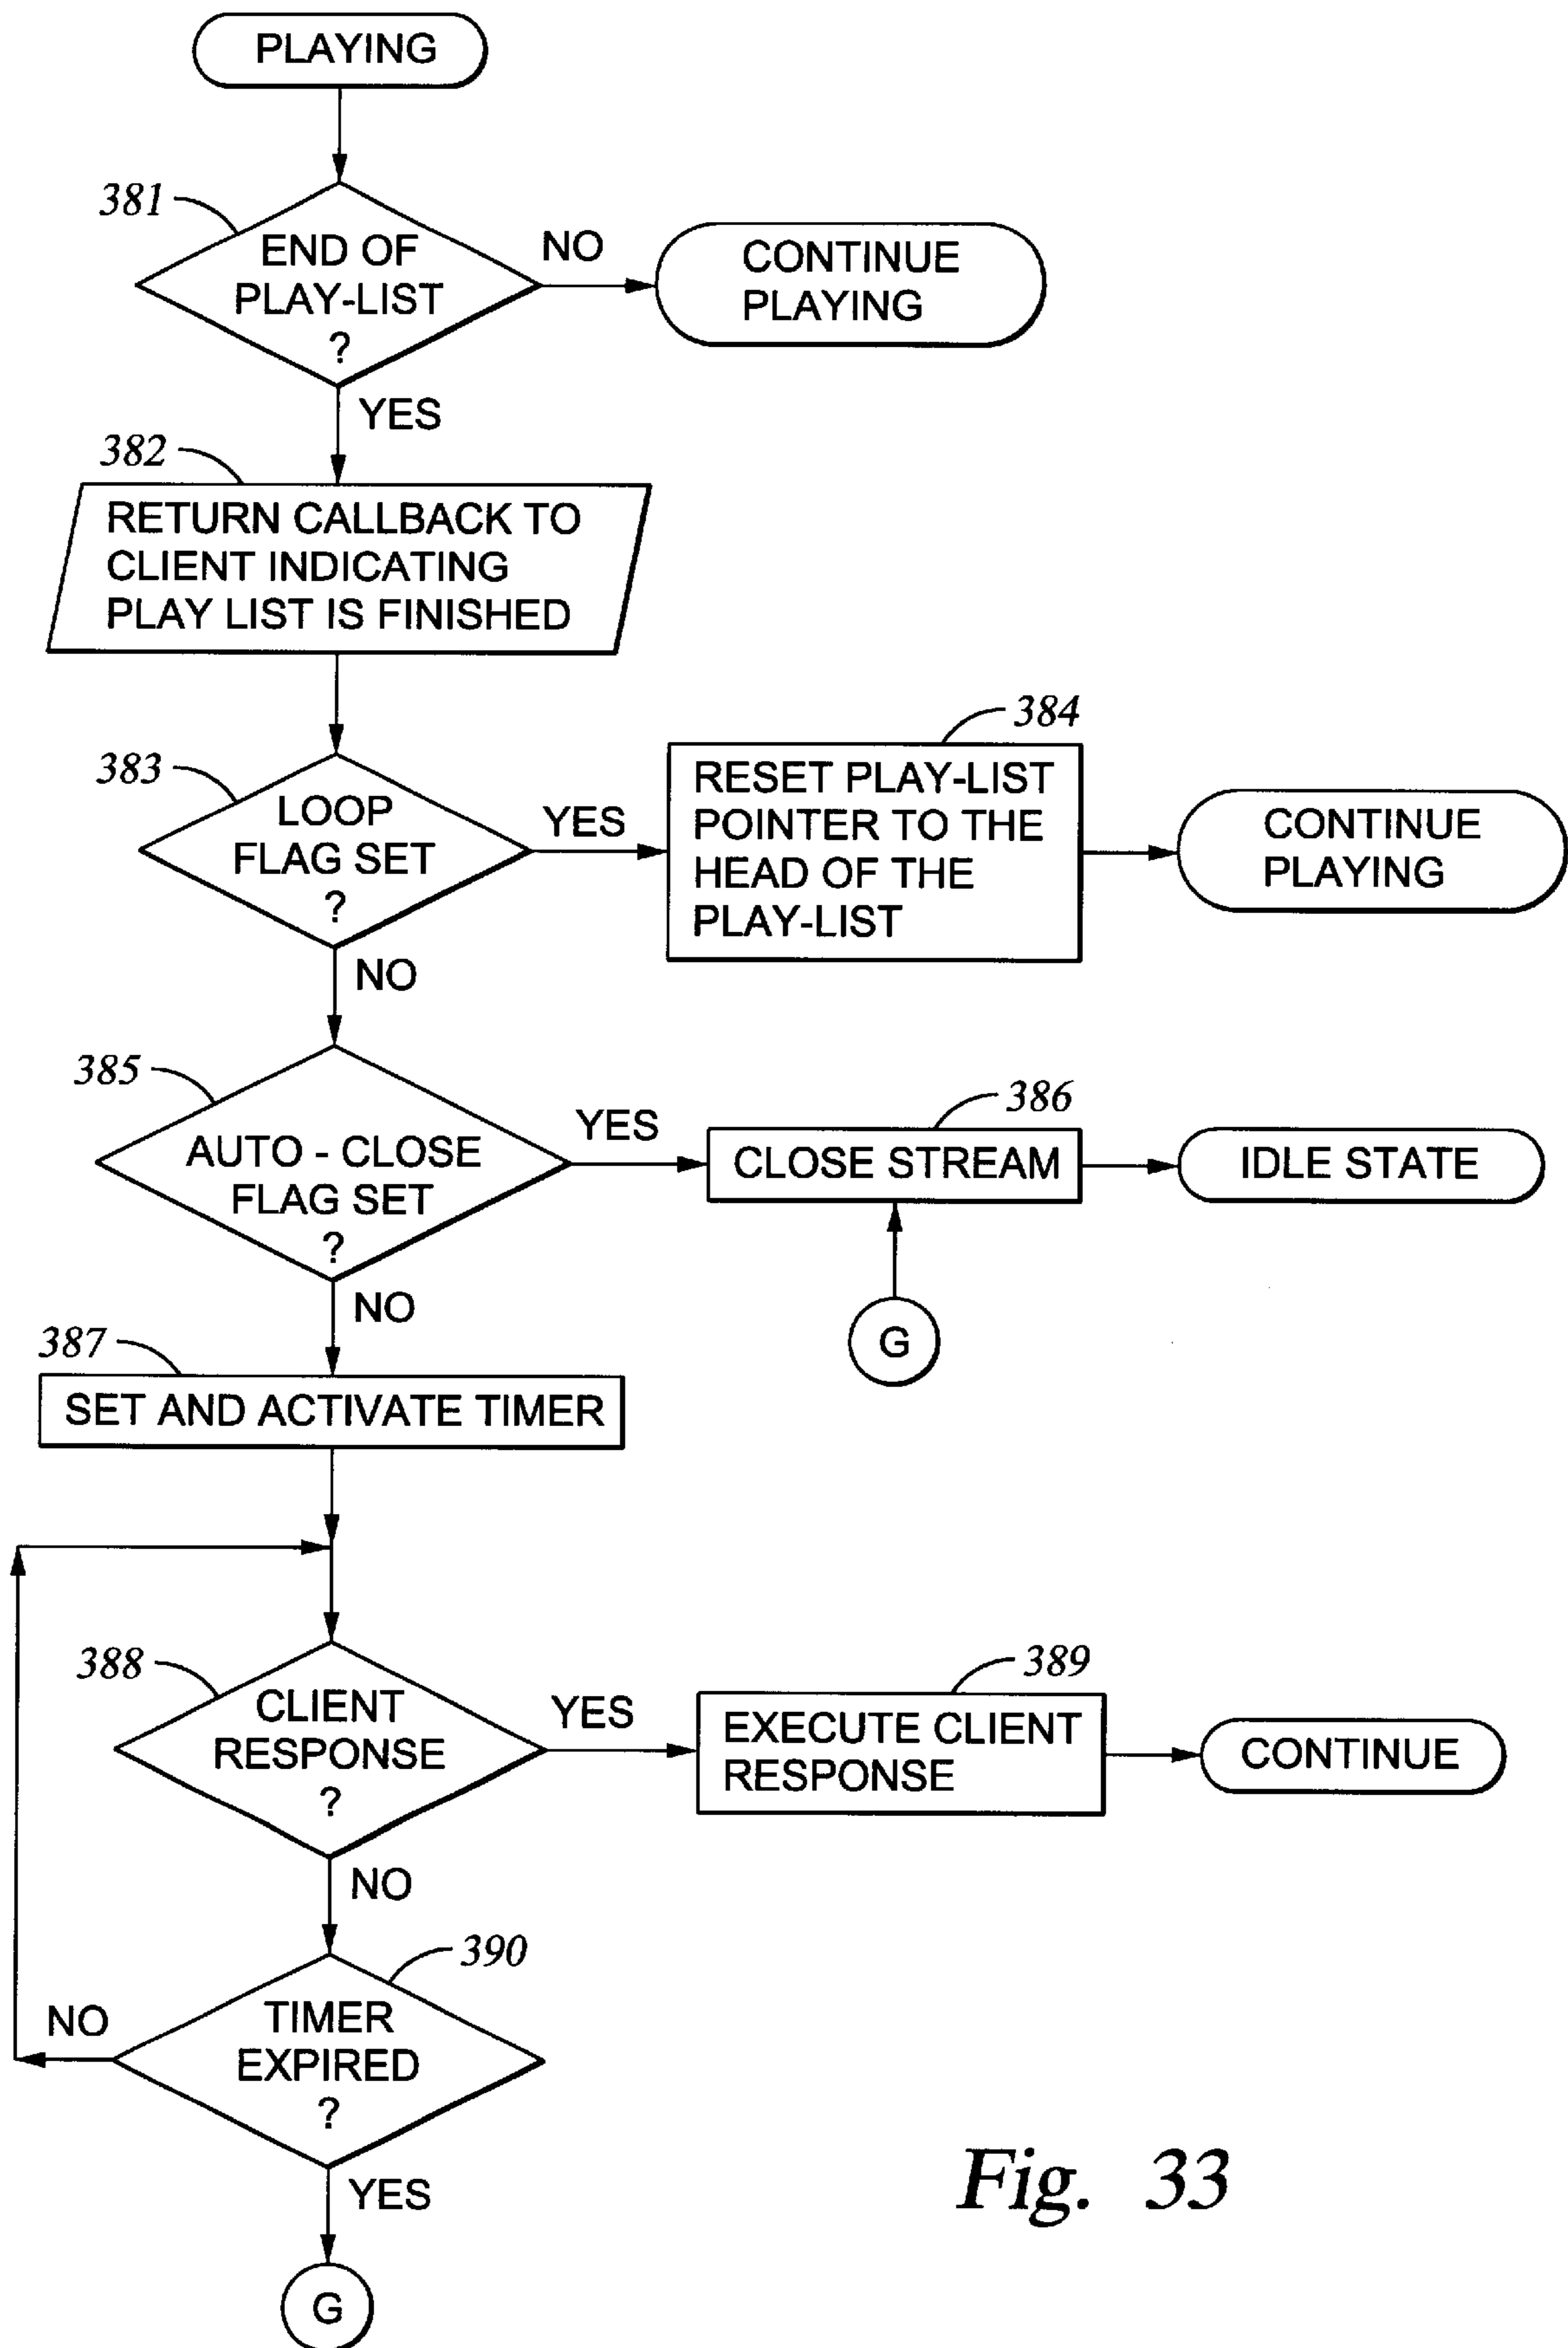 PLAYING
381
END OF
PLAY-LIST
?
NO
CONTINUE
PLAYING
YES
382
RETURN CALLBACK TO
CLIENT INDICATING
PLAY LIST IS FINISHED
383
LOOP
FLAG SET
?
YES
384
RESET PLAY-LIST
POINTER TO THE
HEAD OF THE
PLAY-LIST
CONTINUE
PLAYING
NO
385
AUTO - CLOSE
FLAG SET
?
YES
386
CLOSE STREAM
IDLE STATE
G
NO
387
SET AND ACTIVATE TIMER
388
CLIENT
RESPONSE
?
YES
389
EXECUTE CLIENT
RESPONSE
CONTINUE
NO
390
TIMER
EXPIRED
?
NO
YES
G
Fig. 33